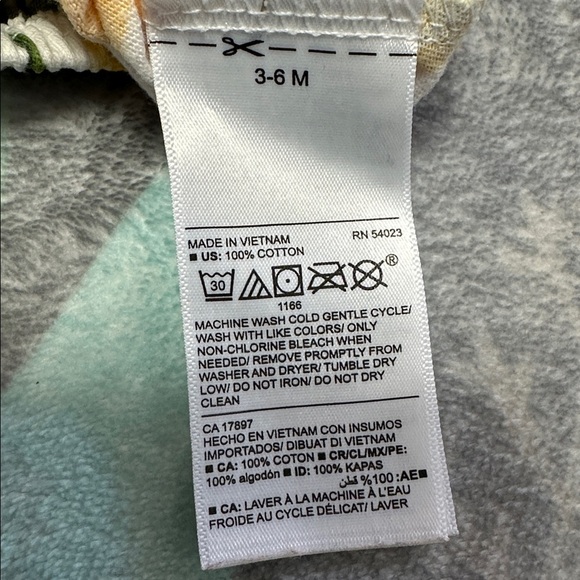 3-6 M
MADE IN VIETNAM RN 54023
■ US: 100% COTTON
30 ®
1166
MACHINE WASH COLD GENTLE CYCLE/
WASH WITH LIKE COLORS/ ONLY
NON-CHLORINE BLEACH WHEN
NEEDED/ REMOVE PROMPTLY FROM
WASHER AND DRYER/ TUMBLE DRY
LOW/ DO NOT IRON/ DO NOT DRY
CLEAN
CA 17897
HECHO EN VIETNAM CON INSUMOS
IMPORTADOS/ DIBUAT DI VIETNAM
■ CA: 100% COTON ■ CR/CL/MX/PE:
100% algodón ■ ID: 100% KAPAS
■ AE: 100% قطن
■ CA: LAVER À LA MACHINE À L'EAU
FROIDE AU CYCLE DÉLICAT/ LAVER